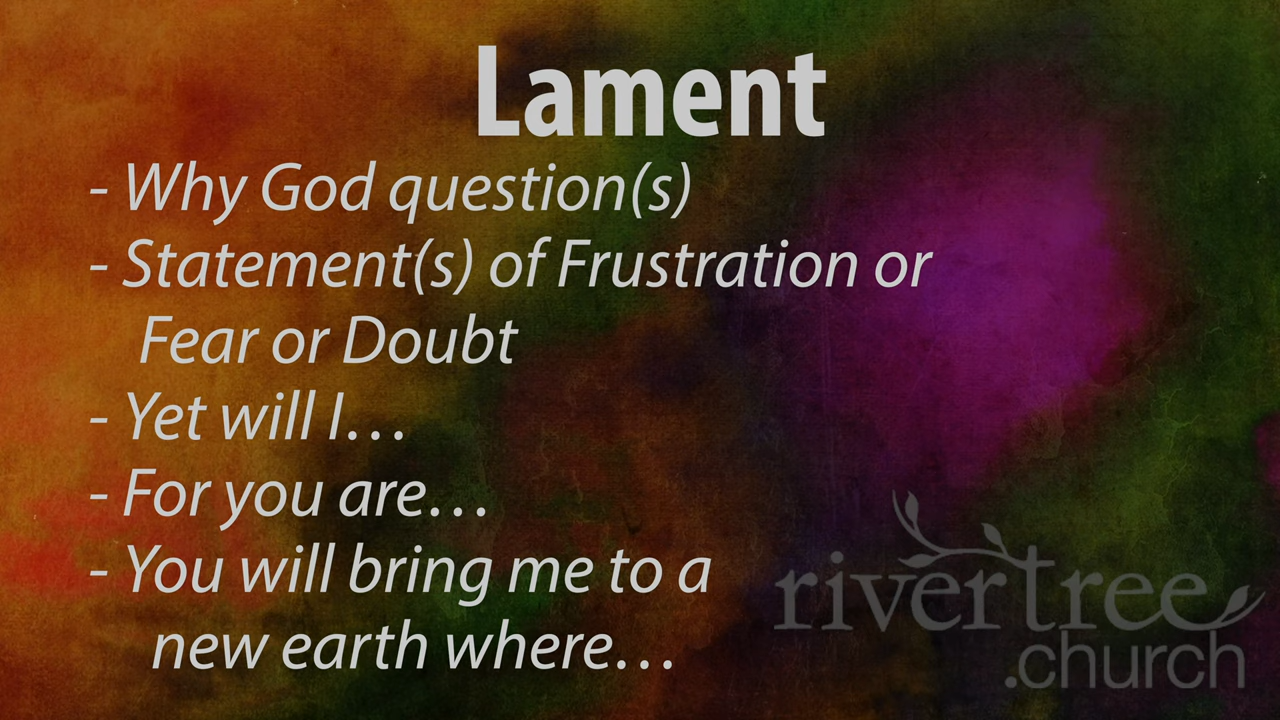 Lament
- Why God question(s)
- Statement(s) of Frustration or
Fear or Doubt
- Yet will I…
- For you are…
- You will bring me to a
new earth where…
rivertree
.church